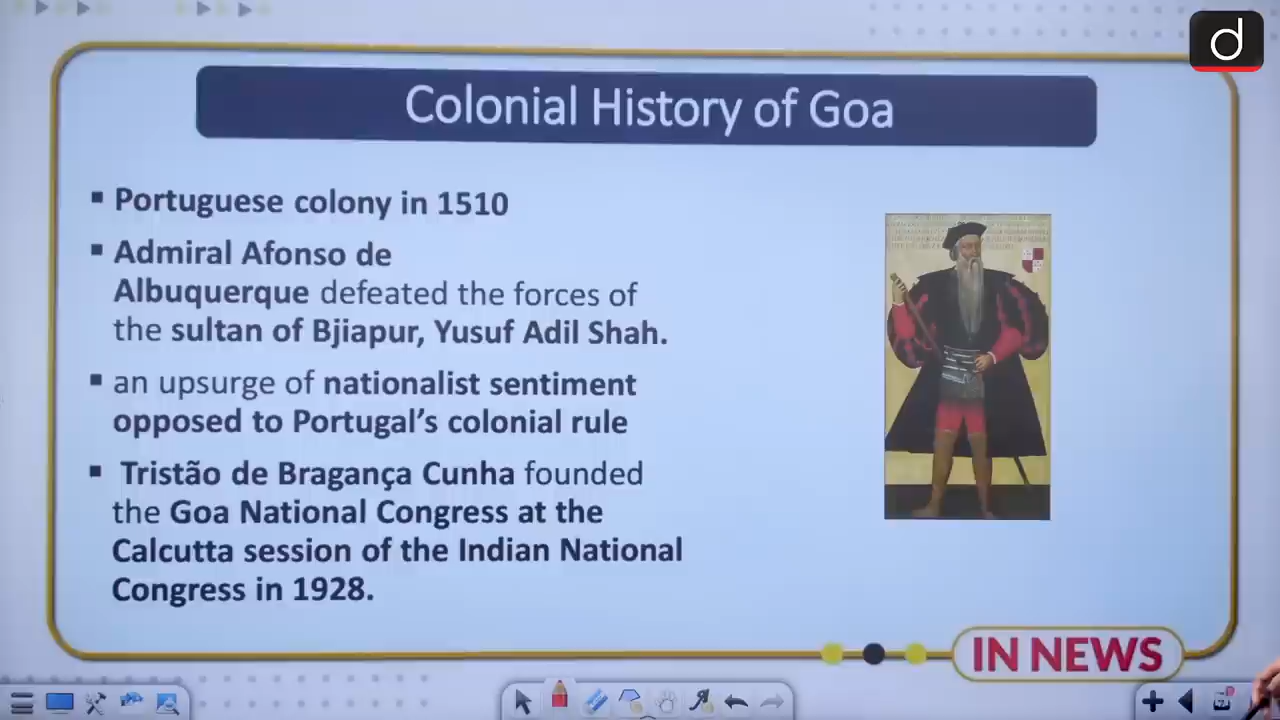 d
Colonial History of Goa
▪ Portuguese colony in 1510
▪ Admiral Afonso de
Albuquerque defeated the forces of
the sultan of Bjiapur, Yusuf Adil Shah.
▪ an upsurge of nationalist sentiment
opposed to Portugal’s colonial rule
▪ Tristão de Bragança Cunha founded
the Goa National Congress at the
Calcutta session of the Indian National
Congress in 1928.
IN NEWS